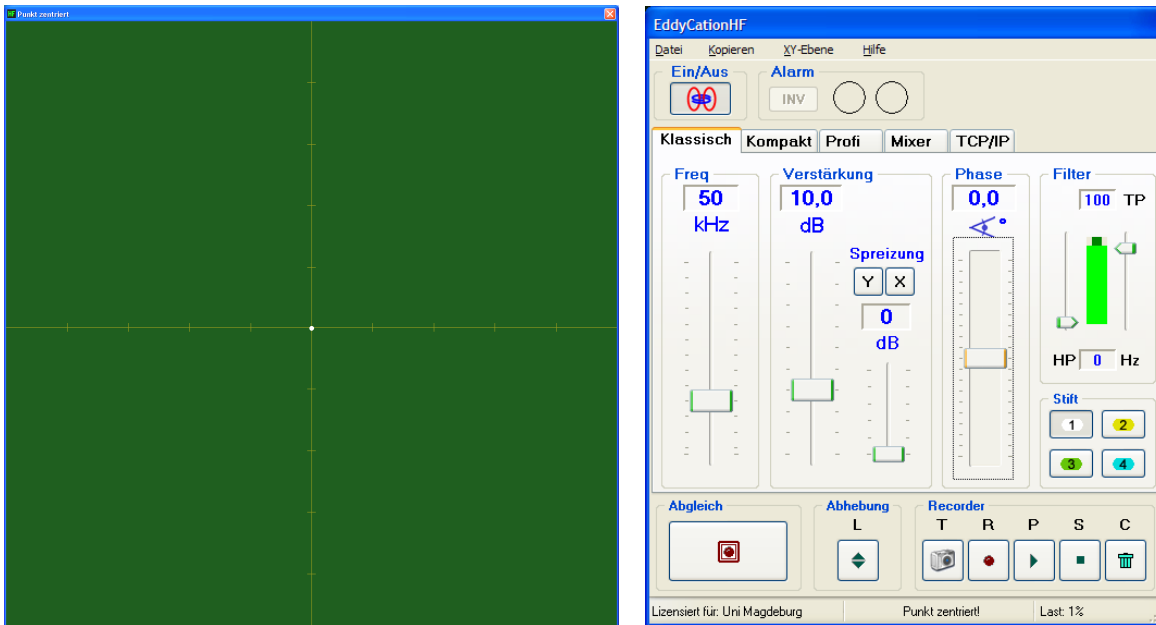 HF Punkt zentriert
EddyCationHF
Datei Kopieren XY-Ebene Hilfe
Ein/Aus Alarm
INV
Klassisch Kompakt Profi Mixer TCP/IP
Freq Verstärkung Phase Filter
50 10,0 0,0 100 TP
kHz dB °
Spreizung
Y X
0
dB
HP 0 Hz
Stift
1 2
3 4
Abgleich Abhebung Recorder
L T R P S C
Lizensiert für: Uni Magdeburg Punkt zentriert! Last: 1%